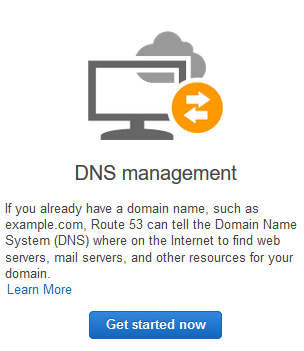 DNS management
If you already have a domain name, such as
example.com, Route 53 can tell the Domain Name
System (DNS) where on the Internet to find web
servers, mail servers, and other resources for your
domain.
Learn More
Get started now